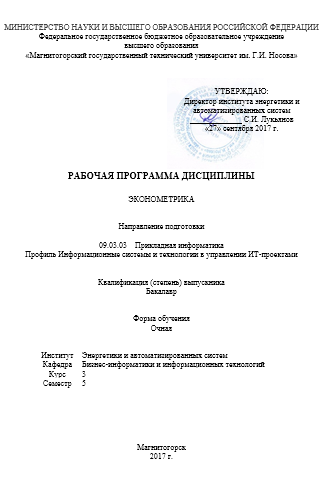 МИНИСТЕРСТВО НАУКИ И ВЫСШЕГО ОБРАЗОВАНИЯ РОССИЙСКОЙ ФЕДЕРАЦИИ
Федеральное государственное бюджетное образовательное учреждение
высшего образования
«Магнитогорский государственный технический университет им. Г.И. Носова»
УТВЕРЖДАЮ:
Директор института энергетики и
автоматизированных систем
С.И. Лукьянов
«27» сентября 2017 г.
РАБОЧАЯ ПРОГРАММА ДИСЦИПЛИНЫ
ЭКОНОМЕТРИКА
Направление подготовки
09.03.03 Прикладная информатика
Профиль Информационные системы и технологии в управлении ИТ-проектами
Квалификация (степень) выпускника
Бакалавр
Форма обучения
Очная
Институт Энергетики и автоматизированных систем
Кафедра Бизнес-информатики и информационных технологий
Курс 3
Семестр 5
Магнитогорск
2017 г.